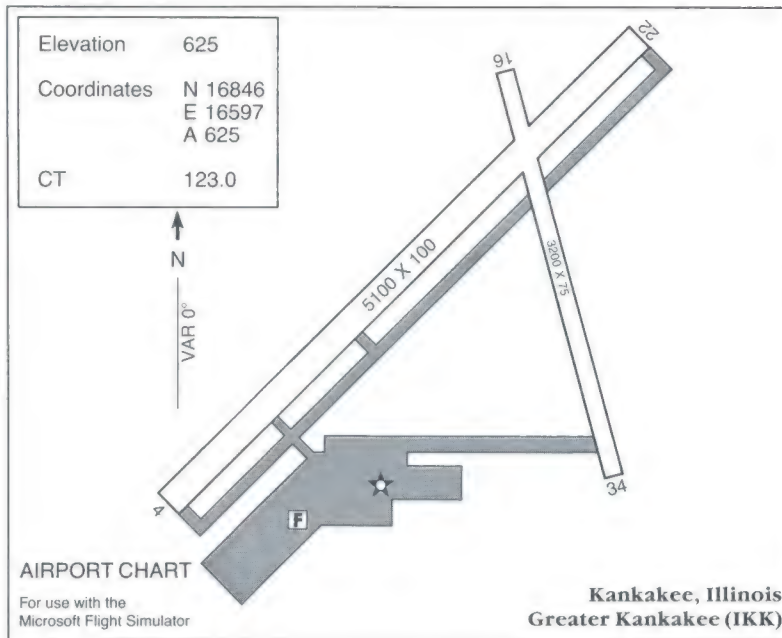 Elevation 625
Coordinates N 16846
E 16597
A 625
CT 123.0
N
VAR 0°
22
16
5100 X 100
3200 X 75
4
34
F
AIRPORT CHART
For use with the
Microsoft Flight Simulator
Kankakee, Illinois
Greater Kankakee (IKK)